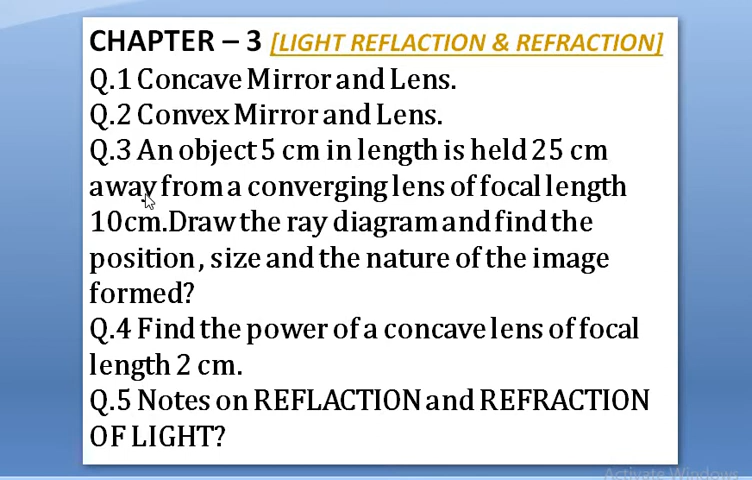 CHAPTER – 3 [LIGHT REFLACTION & REFRACTION]
Q.1 Concave Mirror and Lens.
Q.2 Convex Mirror and Lens.
Q.3 An object 5 cm in length is held 25 cm
away from a converging lens of focal length
10cm.Draw the ray diagram and find the
position, size and the nature of the image
formed?
Q.4 Find the power of a concave lens of focal
length 2 cm.
Q.5 Notes on REFLACTION and REFRACTION
OF LIGHT?
Activate Windows